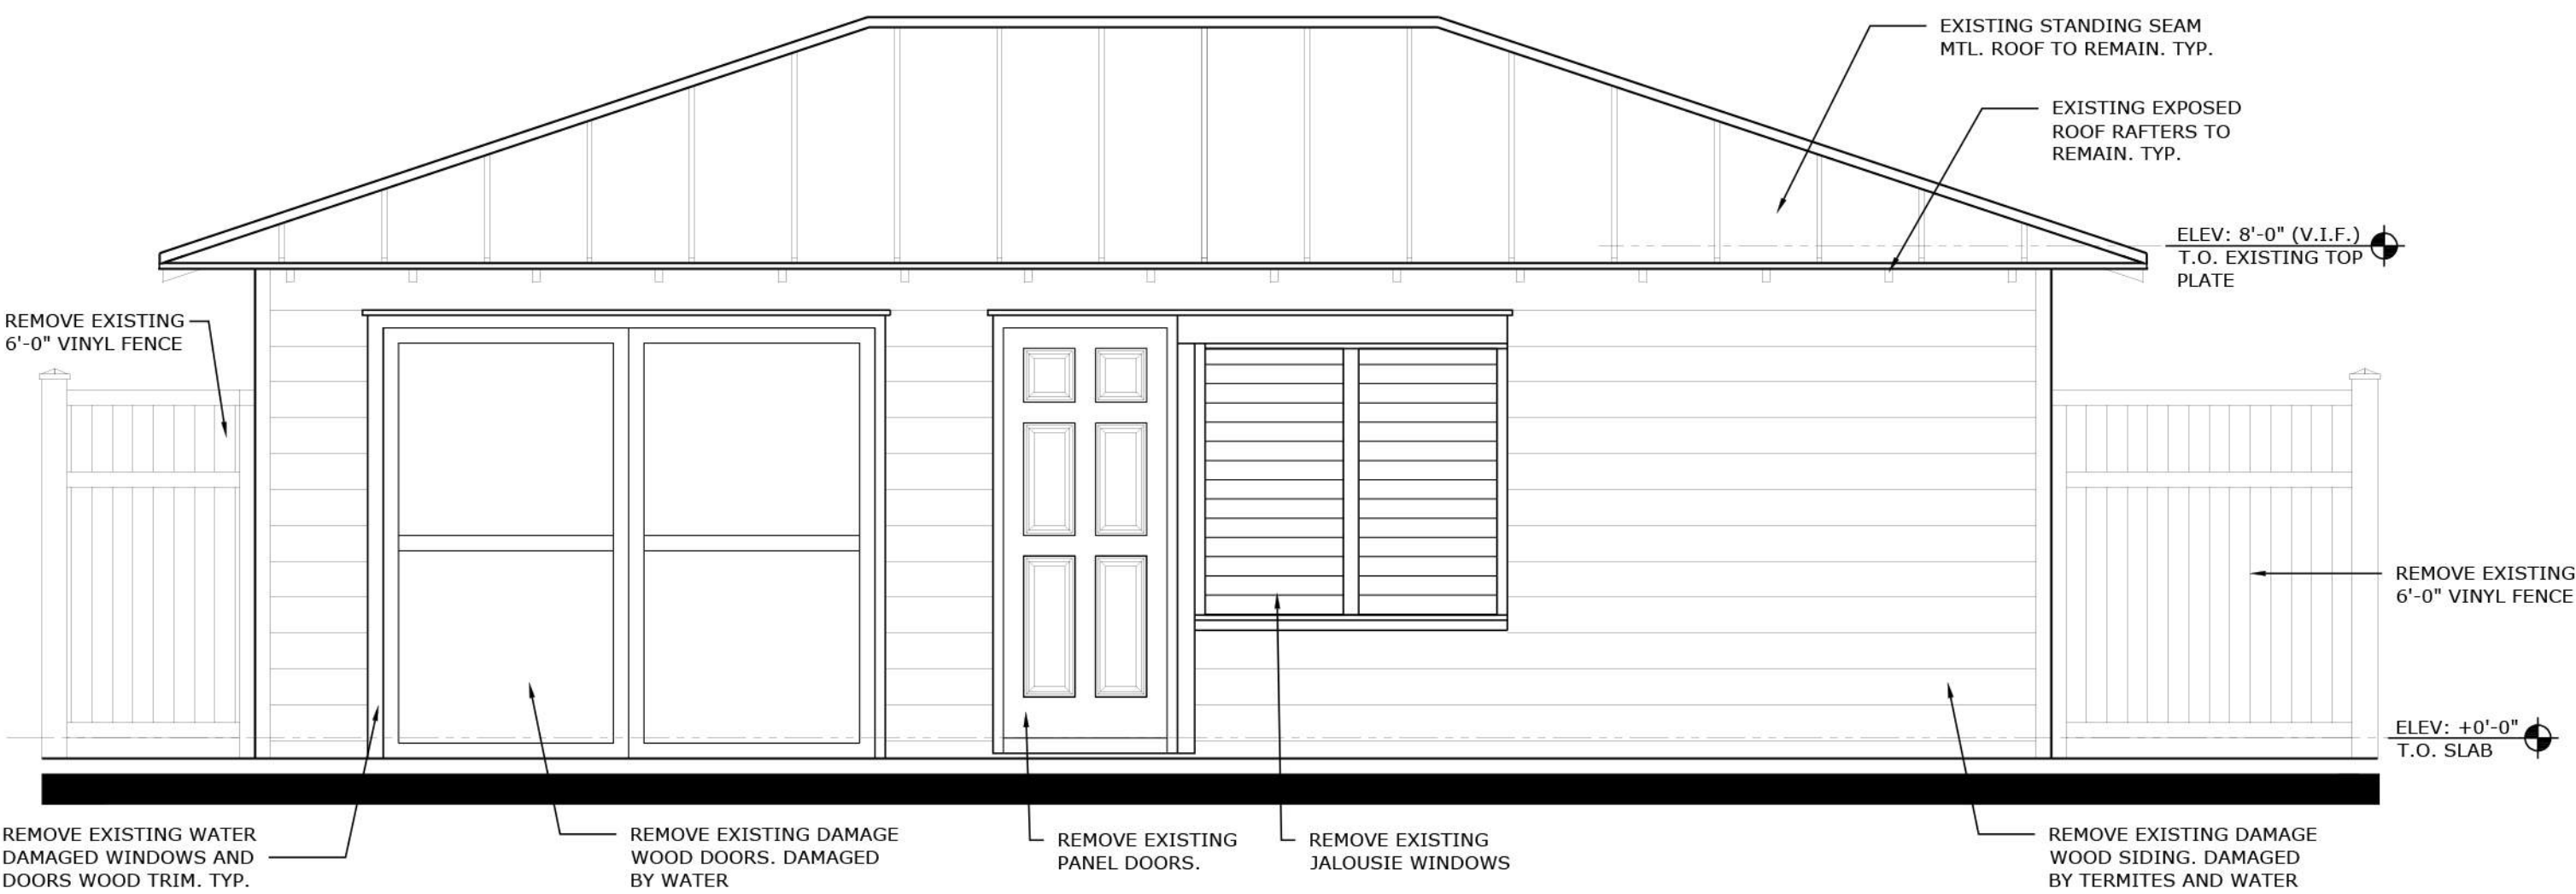 EXISTING STANDING SEAM
MTL. ROOF TO REMAIN. TYP.
EXISTING EXPOSED
ROOF RAFTERS TO
REMAIN. TYP.
ELEV: 8'-0" (V.I.F.)
T.O. EXISTING TOP
PLATE
REMOVE EXISTING
6'-0" VINYL FENCE
REMOVE EXISTING
6'-0" VINYL FENCE
ELEV: +0'-0"
T.O. SLAB
REMOVE EXISTING WATER
DAMAGED WINDOWS AND
DOORS WOOD TRIM. TYP.
REMOVE EXISTING DAMAGE
WOOD DOORS. DAMAGED
BY WATER
REMOVE EXISTING
PANEL DOORS.
REMOVE EXISTING
JALOUSIE WINDOWS
REMOVE EXISTING DAMAGE
WOOD SIDING. DAMAGED
BY TERMITES AND WATER